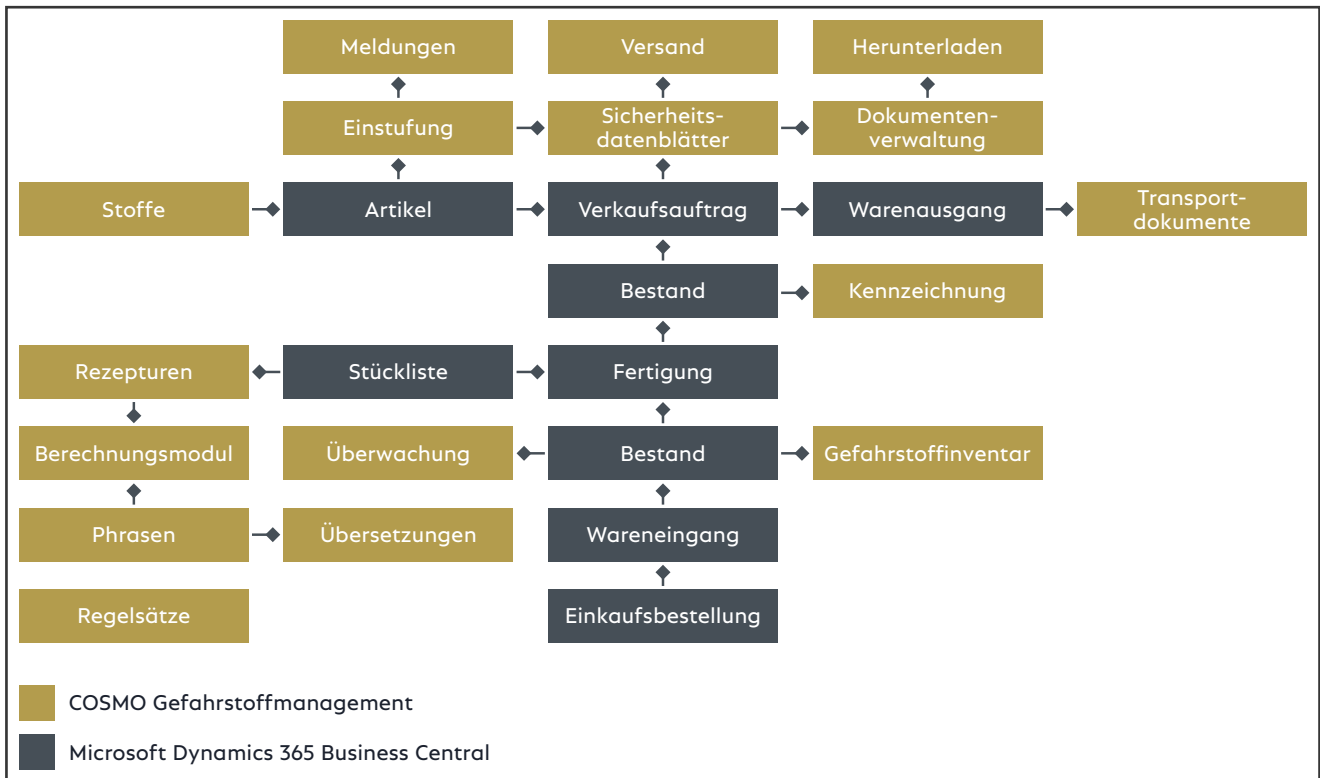 Meldungen
Versand
Herunterladen
Einstufung
Sicherheits-
datenblätter
Dokumenten-
verwaltung
Stoffe
Artikel
Verkaufsauftrag
Warenausgang
Transport-
dokumente
Bestand
Kennzeichnung
Rezepturen
Stückliste
Fertigung
Berechnungsmodul
Überwachung
Bestand
Gefahrstoffinventar
Phrasen
Übersetzungen
Wareneingang
Regelsätze
Einkaufsbestellung
COSMO Gefahrstoffmanagement
Microsoft Dynamics 365 Business Central